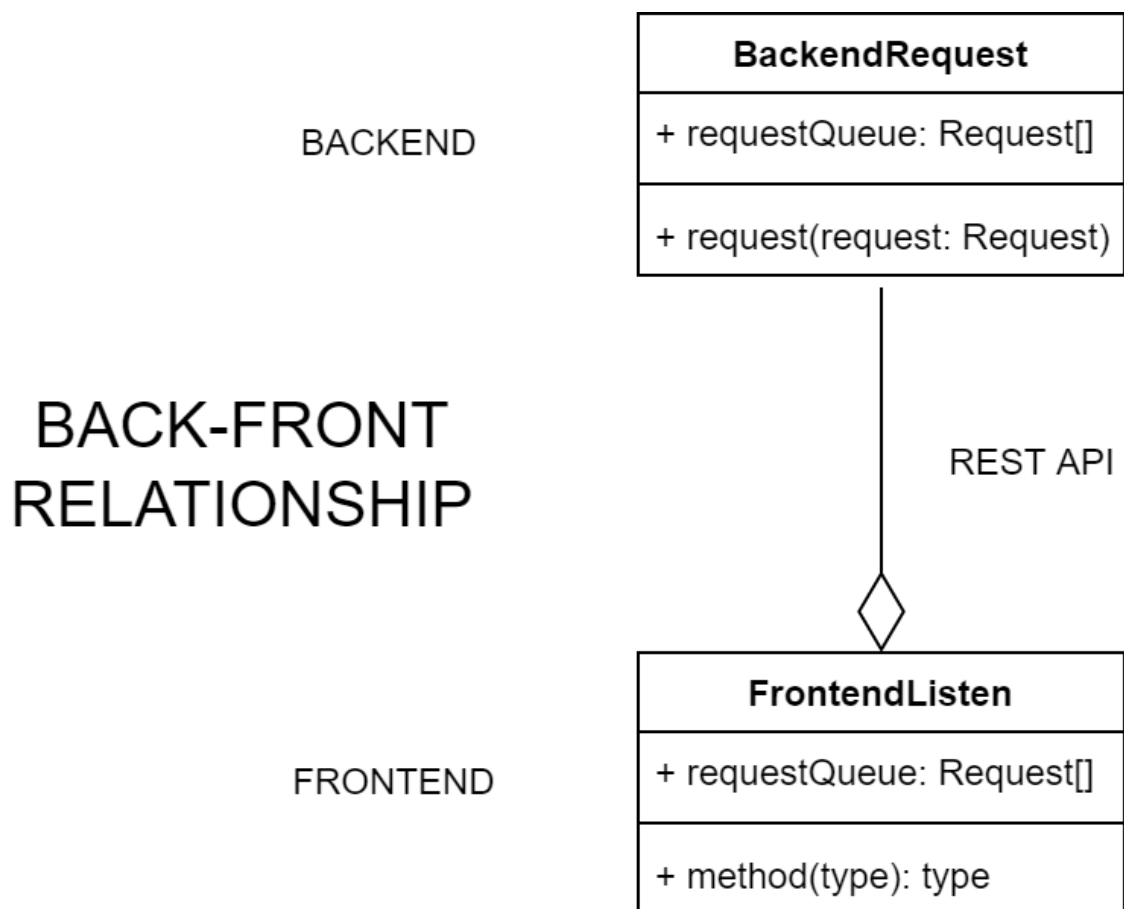 BackendRequest
BACKEND
+ requestQueue: Request[]
+ request(request: Request)
BACK-FRONT
RELATIONSHIP
REST API
FrontendListen
FRONTEND
+ requestQueue: Request[]
+ method(type): type